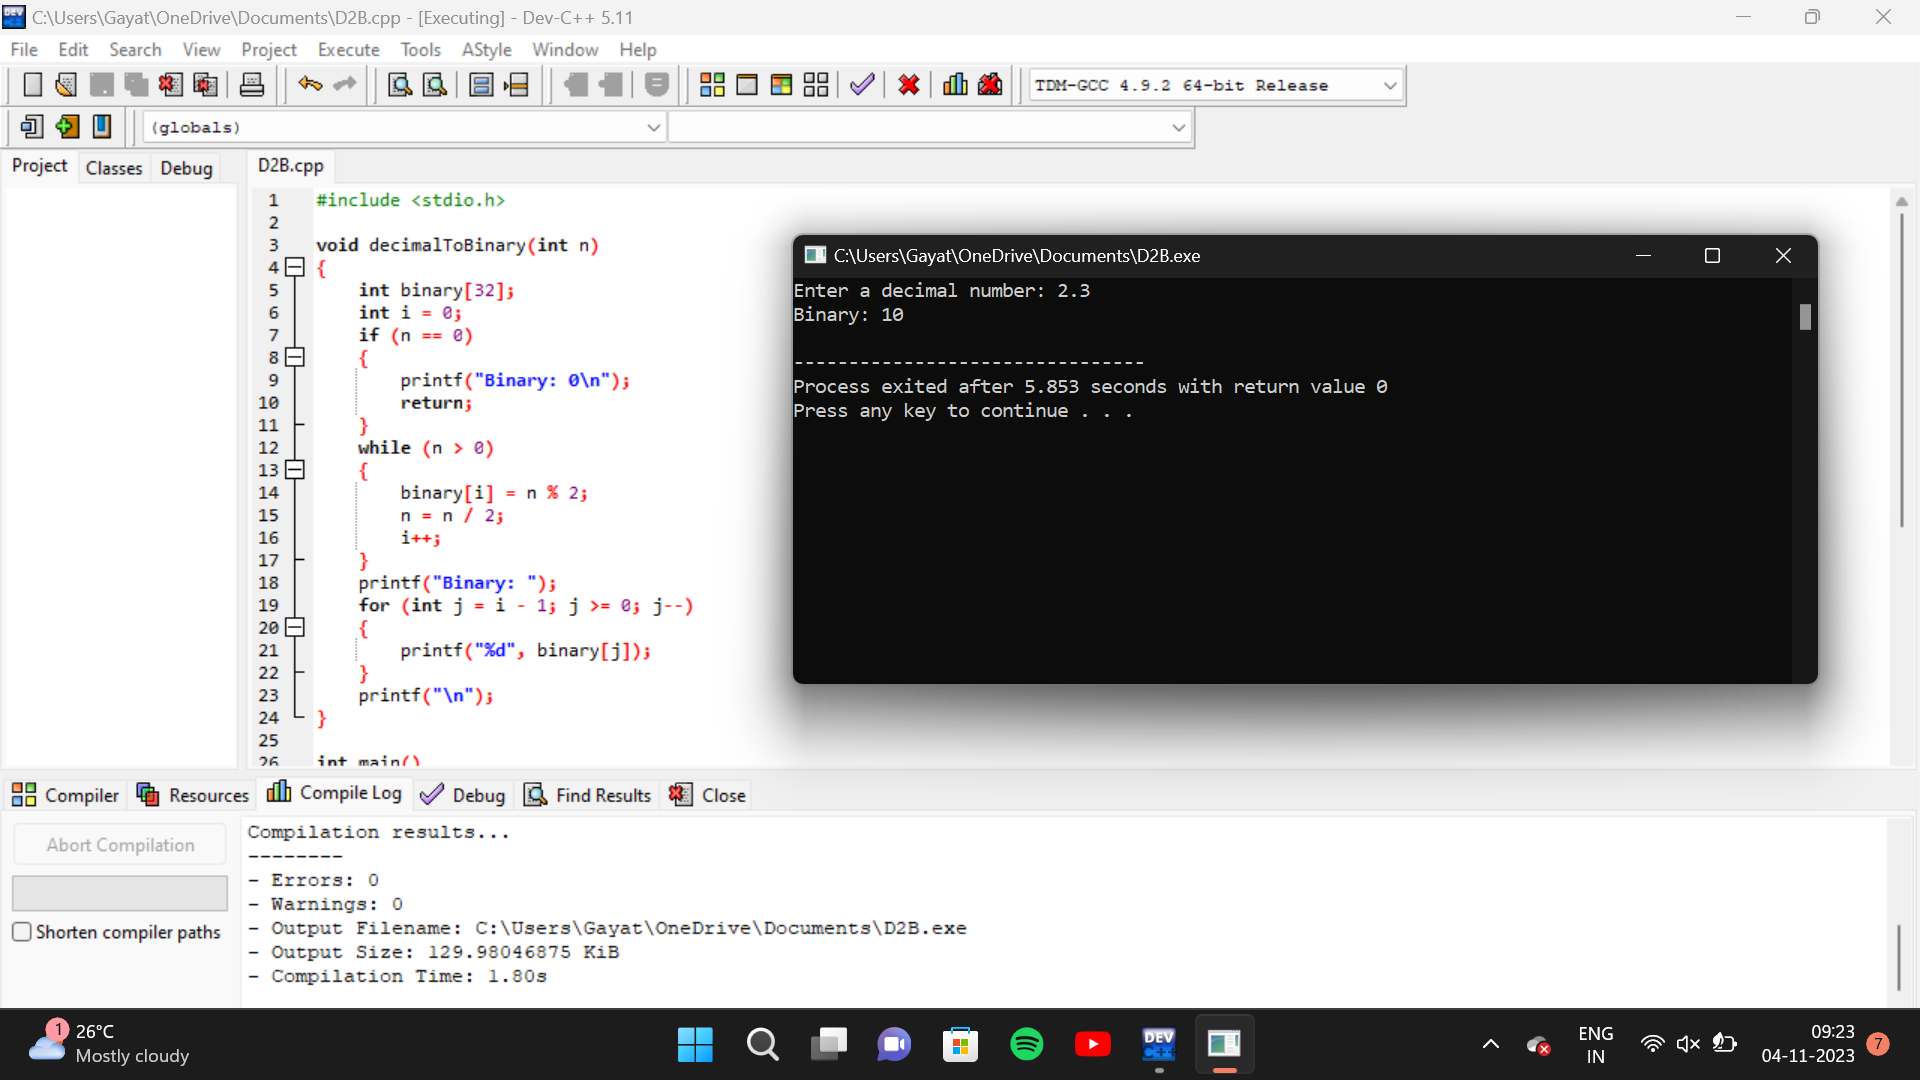 C:\Users\Gayat\OneDrive\Documents\D2B.cpp - [Executing] - Dev-C++ 5.11
File Edit Search View Project Execute Tools AStyle Window Help
TDM-GCC 4.9.2 64-bit Release
(globals)
Project Classes Debug D2B.cpp
1 #include <stdio.h>
2
3 void decimalToBinary(int n)
4 {
5 int binary[32];
6 int i = 0;
7 if (n == 0)
8 {
9 printf("Binary: 0\n");
10 return;
11 }
12 while (n > 0)
13 {
14 binary[i] = n % 2;
15 n = n / 2;
16 i++;
17 }
18 printf("Binary: ");
19 for (int j = i - 1; j >= 0; j--)
20 {
21 printf("%d", binary[j]);
22 }
23 printf("\n");
24 }
25
26 int main()
C:\Users\Gayat\OneDrive\Documents\D2B.exe
Enter a decimal number: 2.3
Binary: 10
--------------------------------
Process exited after 5.853 seconds with return value 0
Press any key to continue . . .
Compiler Resources Compile Log Debug Find Results Close
Abort Compilation
Shorten compiler paths
Compilation results...
--------
- Errors: 0
- Warnings: 0
- Output Filename: C:\Users\Gayat\OneDrive\Documents\D2B.exe
- Output Size: 129.98046875 KiB
- Compilation Time: 1.80s
1
26°C
Mostly cloudy
DEV
C++
ENG
IN
09:23
04-11-2023
7